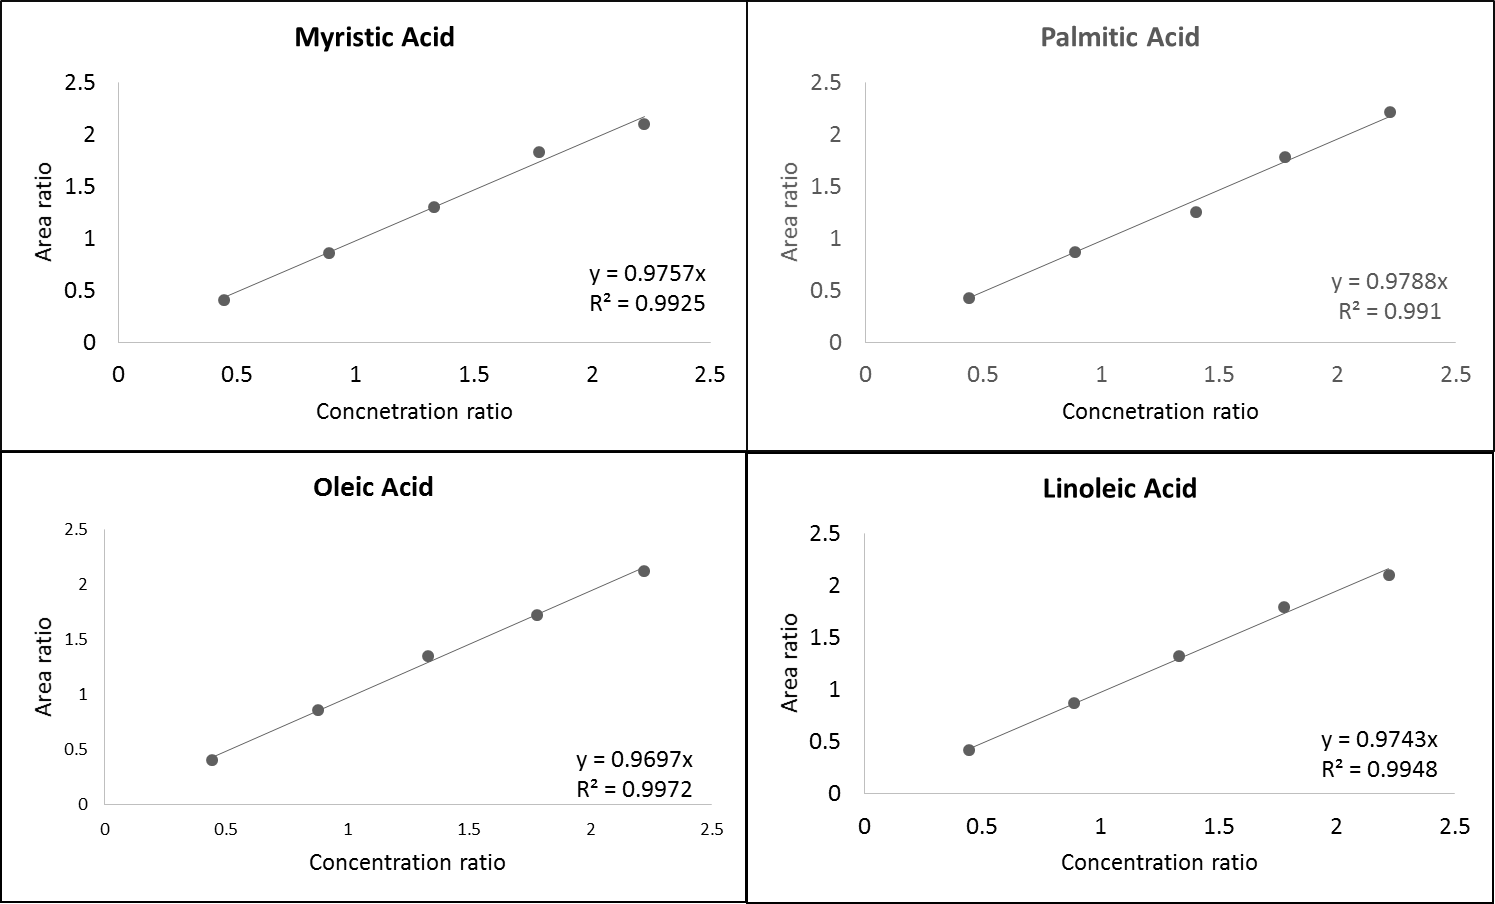 Myristic Acid
2.5
2
1.5
1
0.5
0
Area ratio
y = 0.9757x
R² = 0.9925
0 0.5 1 1.5 2 2.5
Concnetration ratio
Palmitic Acid
2.5
2
1.5
1
0.5
0
Area ratio
y = 0.9788x
R² = 0.991
0 0.5 1 1.5 2 2.5
Concnetration ratio
Oleic Acid
2.5
2
1.5
1
0.5
0
Area ratio
y = 0.9697x
R² = 0.9972
0 0.5 1 1.5 2 2.5
Concentration ratio
Linoleic Acid
2.5
2
1.5
1
0.5
0
Area ratio
y = 0.9743x
R² = 0.9948
0 0.5 1 1.5 2 2.5
Concentration ratio